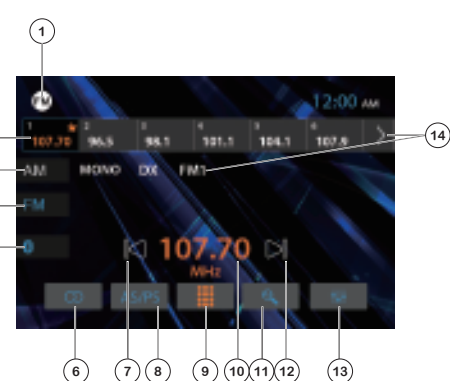 1
12:00 AM
1 2 3 4 5 6
107.70 96.5 98.1 101.1 104.1 107.9
14
AM MONO DX FM1
FM
107.70
MHz
AS/PS
6 7 8 9 10 11 12 13